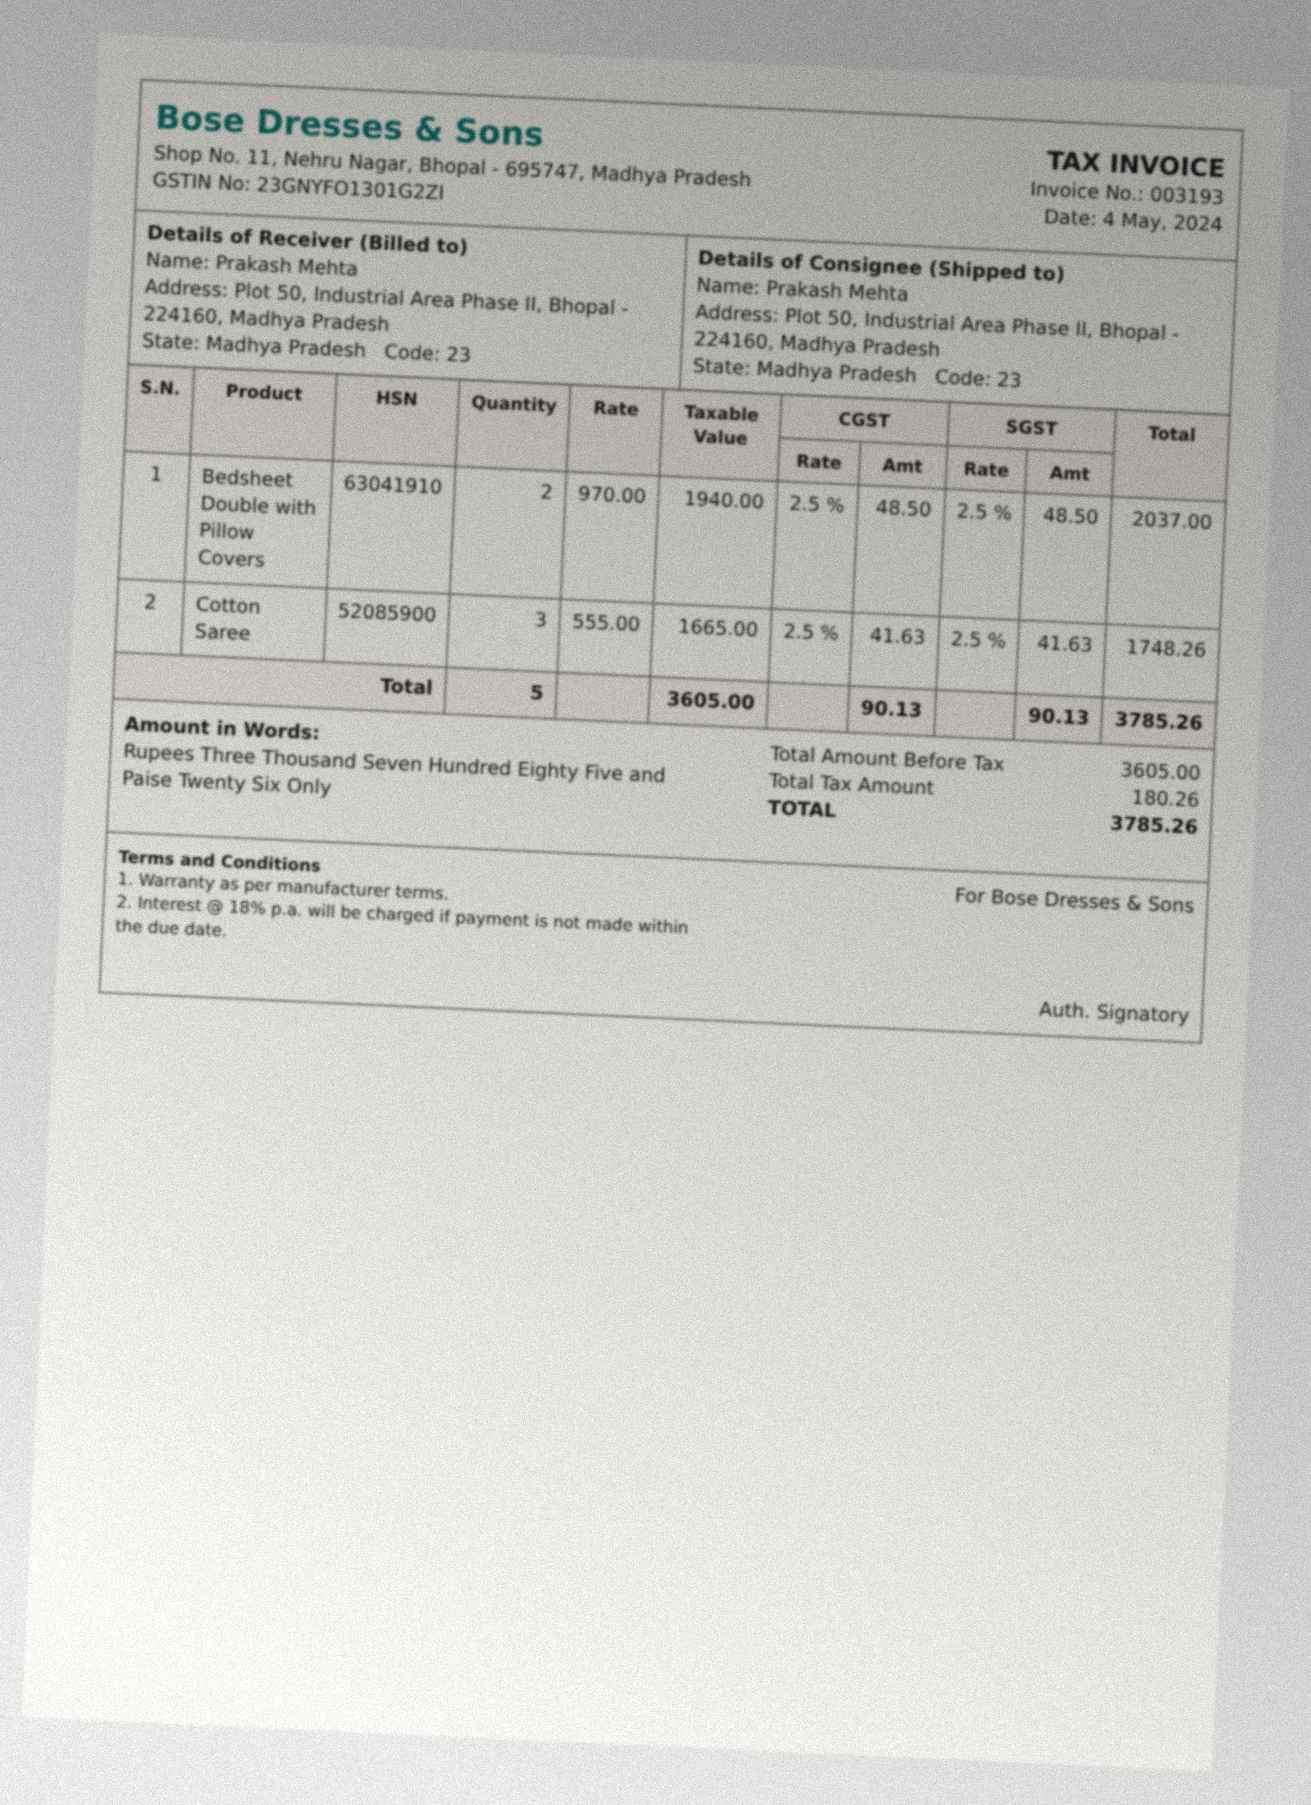 Bose Dresses & Sons
Shop No. 11, Nehru Nagar, Bhopal - 695747, Madhya Pradesh
GSTIN No: 23GNYFO1301G2ZI
TAX INVOICE
Invoice No.: 003193
Date: 4 May, 2024
Details of Receiver (Billed to)
Name: Prakash Mehta
Address: Plot 50, Industrial Area Phase II, Bhopal -
224160, Madhya Pradesh
State: Madhya Pradesh Code: 23
Details of Consignee (Shipped to)
Name: Prakash Mehta
Address: Plot 50, Industrial Area Phase II, Bhopal -
224160, Madhya Pradesh
State: Madhya Pradesh Code: 23
S.N. Product HSN Quantity Rate Taxable Value CGST SGST Total
Rate Amt Rate Amt
1 Bedsheet 63041910 2 970.00 1940.00 2.5 % 48.50 2.5 % 48.50 2037.00
Double with
Pillow
Covers
2 Cotton 52085900 3 555.00 1665.00 2.5 % 41.63 2.5 % 41.63 1748.26
Saree
Total 5 3605.00 90.13 90.13 3785.26
Amount in Words:
Rupees Three Thousand Seven Hundred Eighty Five and
Paise Twenty Six Only
Total Amount Before Tax 3605.00
Total Tax Amount 180.26
TOTAL 3785.26
Terms and Conditions
1. Warranty as per manufacturer terms.
2. Interest @ 18% p.a. will be charged if payment is not made within
the due date.
For Bose Dresses & Sons
Auth. Signatory